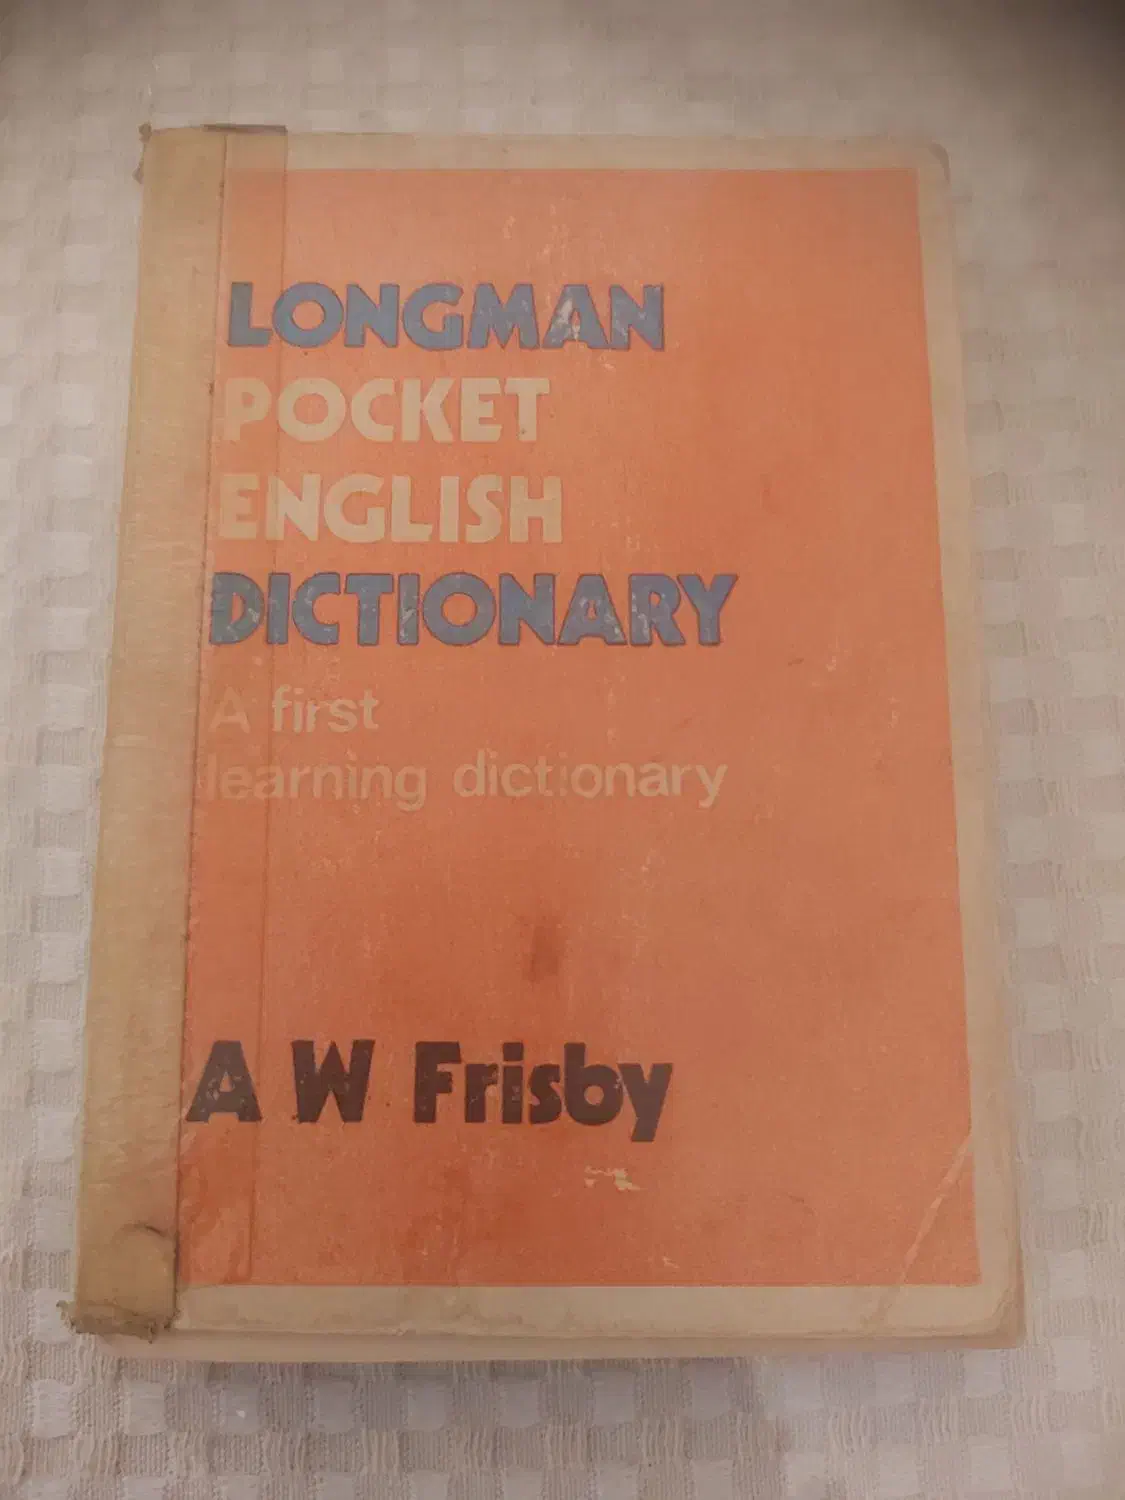 LONGMAN
POCKET
ENGLISH
DICTIONARY
A first
learning dictionary
A W Frisby